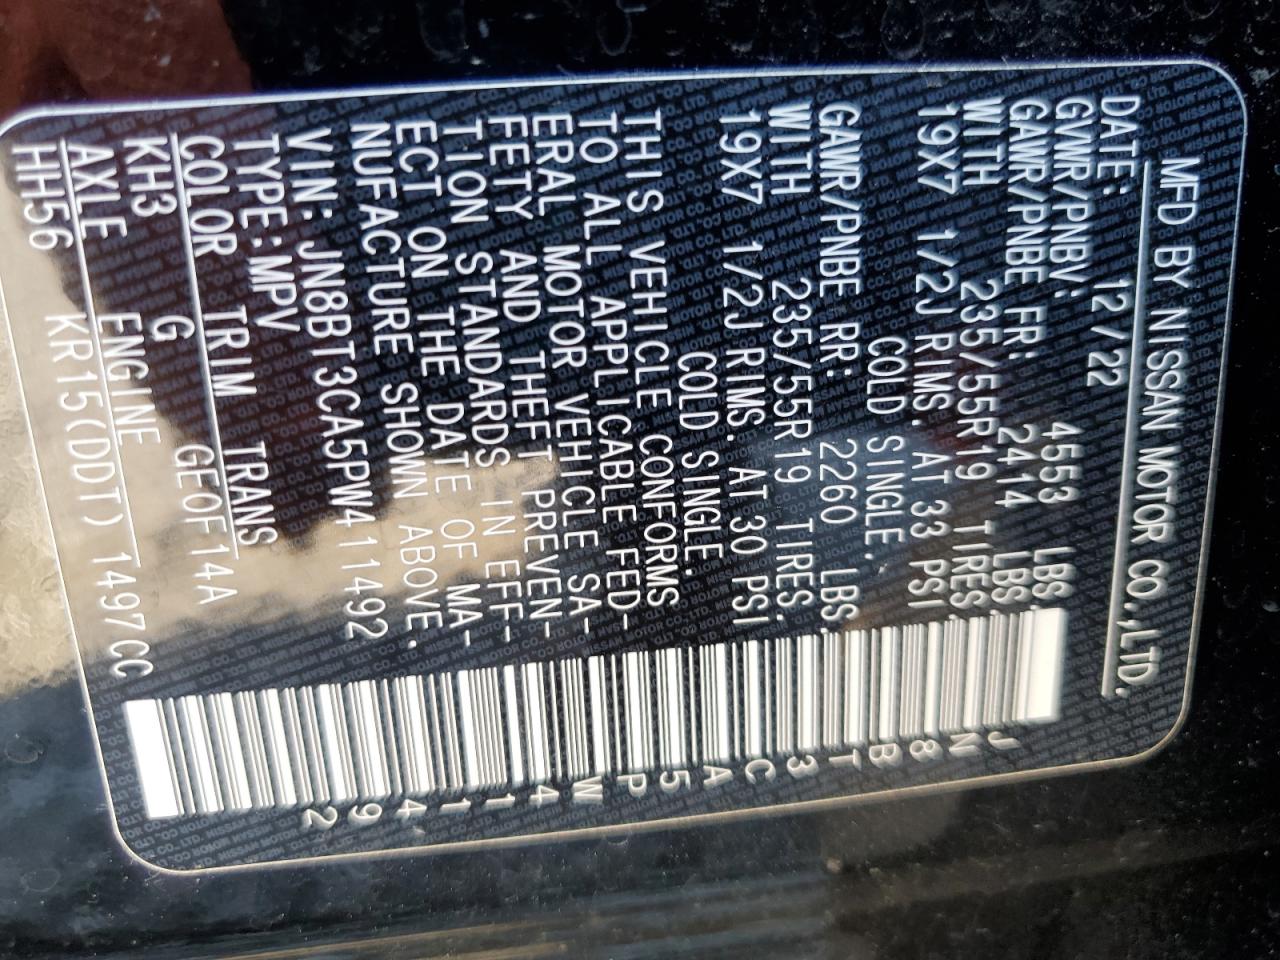 MFD BY NISSAN MOTOR CO.,LTD.
DATE: 12/22
GVWR/PNBV: 4553 LBS.
GAWR/PNBE FR: 2414 LBS.
WITH 235/55R19 TIRES.
19X7 1/2J RIMS. AT 33 PSI
COLD SINGLE.
GAWR/PNBE RR: 2260 LBS.
WITH 235/55R19 TIRES.
19X7 1/2J RIMS. AT 30 PSI
COLD SINGLE.
THIS VEHICLE CONFORMS
TO ALL APPLICABLE FED-
ERAL MOTOR VEHICLE SA-
FETY AND THEFT PREVEN-
TION STANDARDS IN EFF-
ECT ON THE DATE OF MA-
NUFACTURE SHOWN ABOVE.
VIN: JN8BT3CA5PW411492
TYPE: MPV
COLOR TRIM TRANS
KH3 G GE0F14A
AXLE ENGINE
HH56 KR15(DDT) 1497CC
JN8BT3CA5PW411492